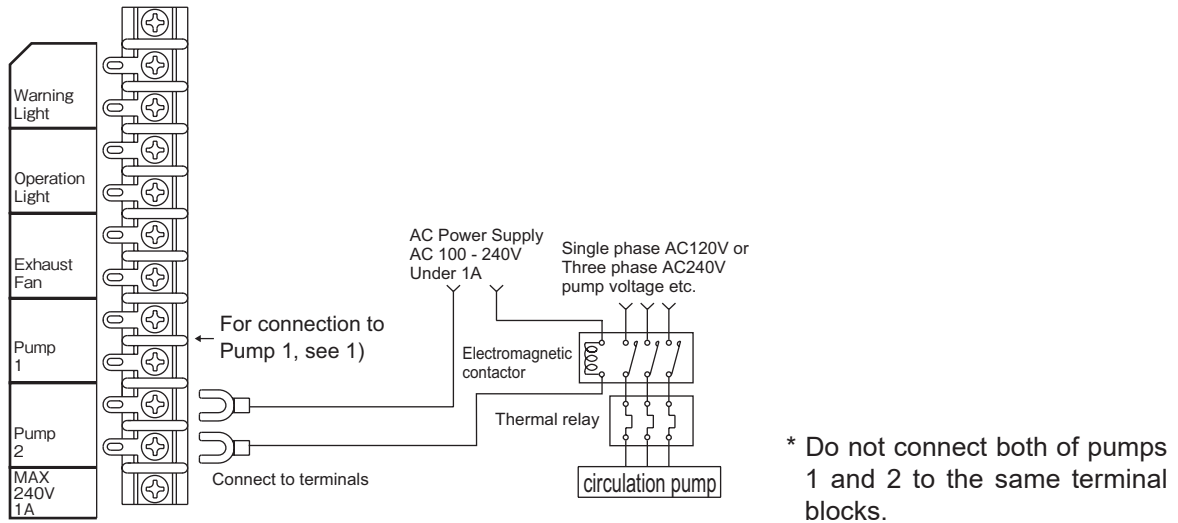 Warning
Light
Operation
Light
Exhaust
Fan
Pump
1
Pump
2
MAX
240V
1A
For connection to
Pump 1, see 1)
AC Power Supply
AC 100 - 240V
Under 1A
Single phase AC120V or
Three phase AC240V
pump voltage etc.
Electromagnetic
contactor
Thermal relay
Connect to terminals
circulation pump
* Do not connect both of pumps
1 and 2 to the same terminal
blocks.